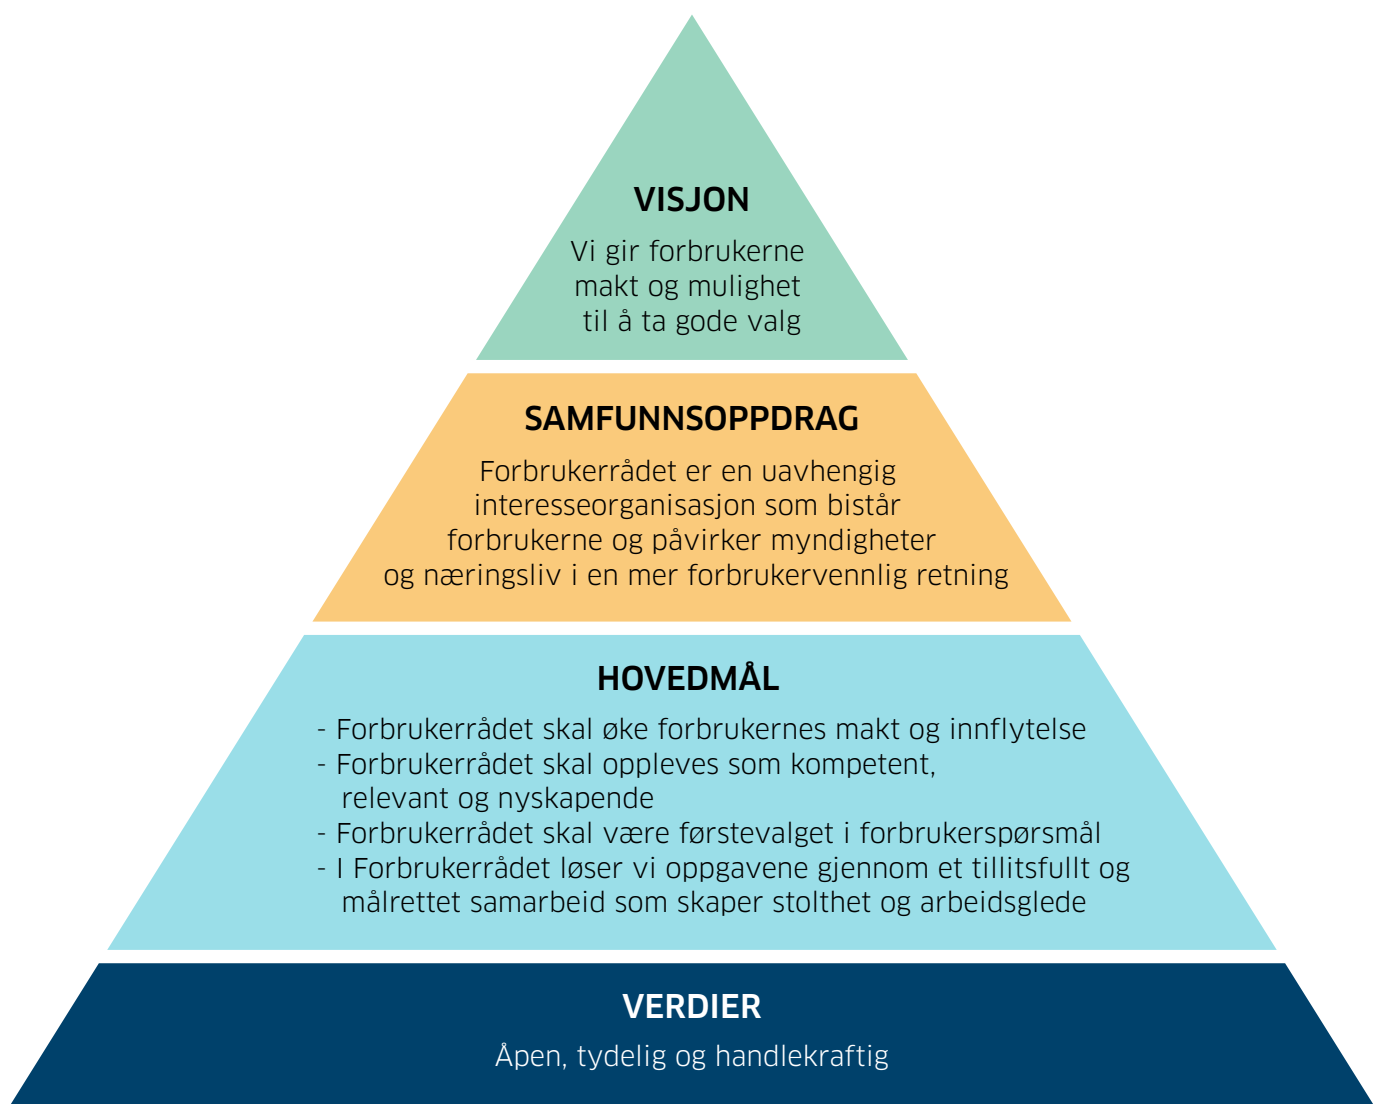 VISJON
Vi gir forbrukerne
makt og mulighet
til å ta gode valg
SAMFUNNSOPPDRAG
Forbrukerrådet er en uavhengig
interesseorganisasjon som bistår
forbrukerne og påvirker myndigheter
og næringsliv i en mer forbrukervennlig retning
HOVEDMÅL
- Forbrukerrådet skal øke forbrukernes makt og innflytelse
- Forbrukerrådet skal oppleves som kompetent,
relevant og nyskapende
- Forbrukerrådet skal være førstevalget i forbrukerspørsmål
- I Forbrukerrådet løser vi oppgavene gjennom et tillitsfullt og
målrettet samarbeid som skaper stolthet og arbeidsglede
VERDIER
Åpen, tydelig og handlekraftig